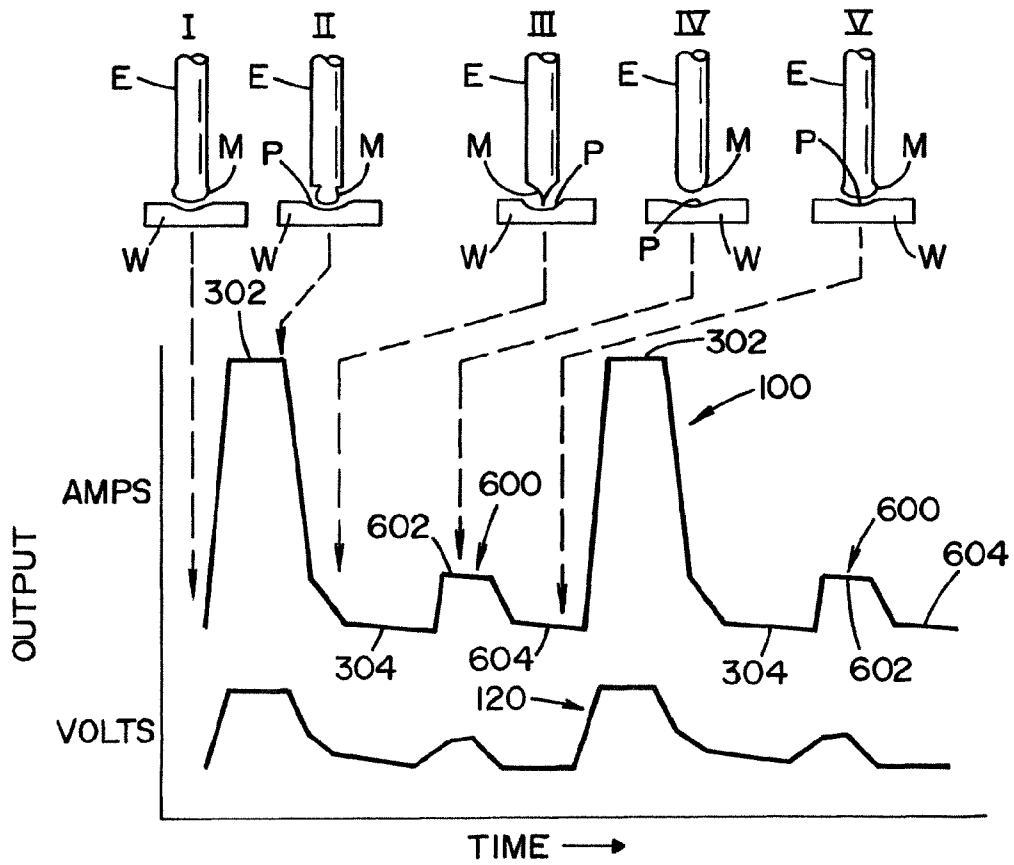 I II III IV V
E E E E E
M P M M P M P M
W W W P W W
302
302
100
AMPS
600
602
600
604
OUTPUT
304 604 304 602
120
VOLTS
TIME